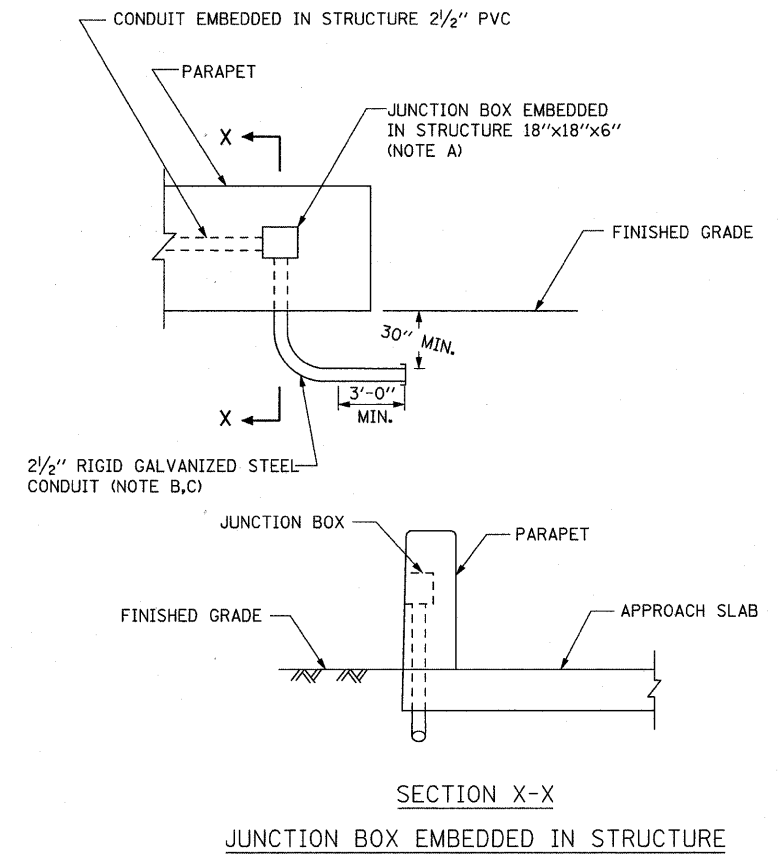 CONDUIT EMBEDDED IN STRUCTURE 2½" PVC
PARAPET
JUNCTION BOX EMBEDDED
IN STRUCTURE 18"x18"x6"
(NOTE A)
X
FINISHED GRADE
30" MIN.
3'-0"
MIN.
X
2½" RIGID GALVANIZED STEEL
CONDUIT (NOTE B,C)
JUNCTION BOX
PARAPET
FINISHED GRADE
APPROACH SLAB
SECTION X-X
JUNCTION BOX EMBEDDED IN STRUCTURE